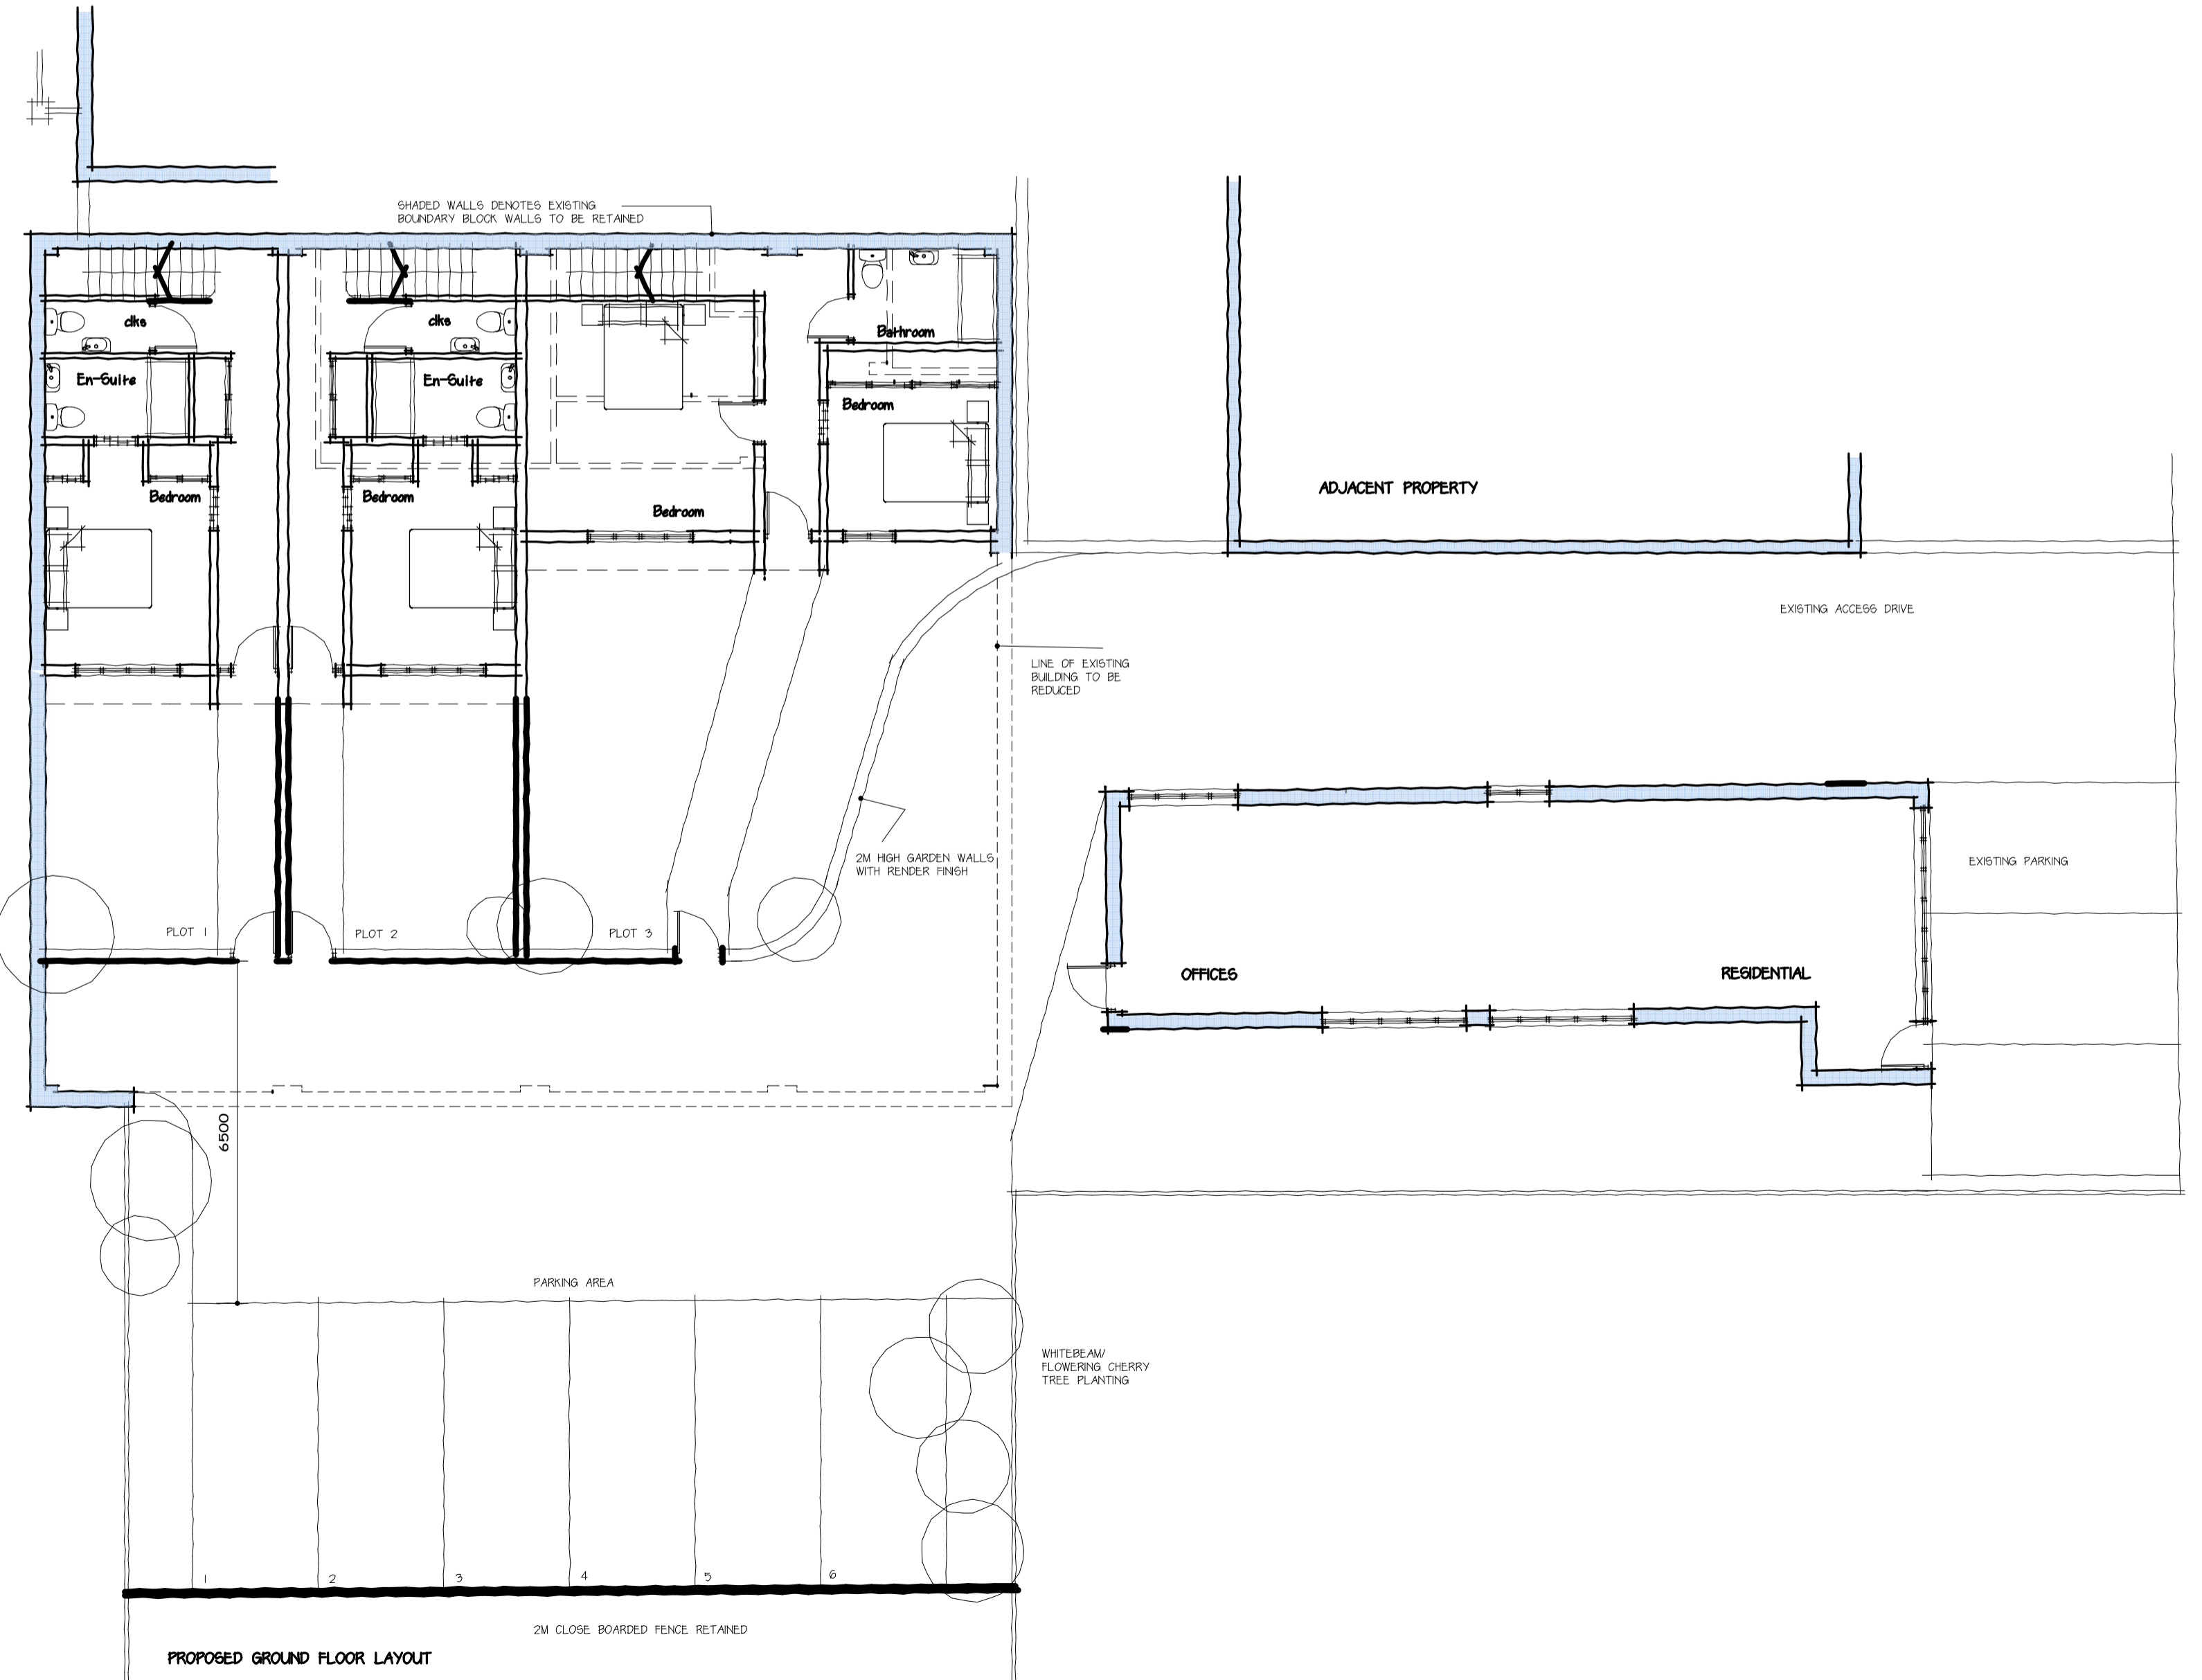 SHADED WALLS DENOTES EXISTING
BOUNDARY BLOCK WALLS TO BE RETAINED
clks
clks
Bathroom
En-Suite
En-Suite
Bedroom
Bedroom
Bedroom
Bedroom
ADJACENT PROPERTY
EXISTING ACCESS DRIVE
LINE OF EXISTING
BUILDING TO BE
REDUCED
2M HIGH GARDEN WALLS
WITH RENDER FINISH
EXISTING PARKING
PLOT 1
PLOT 2
PLOT 3
OFFICES
RESIDENTIAL
6500
PARKING AREA
WHITEBEAM/
FLOWERING CHERRY
TREE PLANTING
1
2
3
4
5
6
2M CLOSE BOARDED FENCE RETAINED
PROPOSED GROUND FLOOR LAYOUT